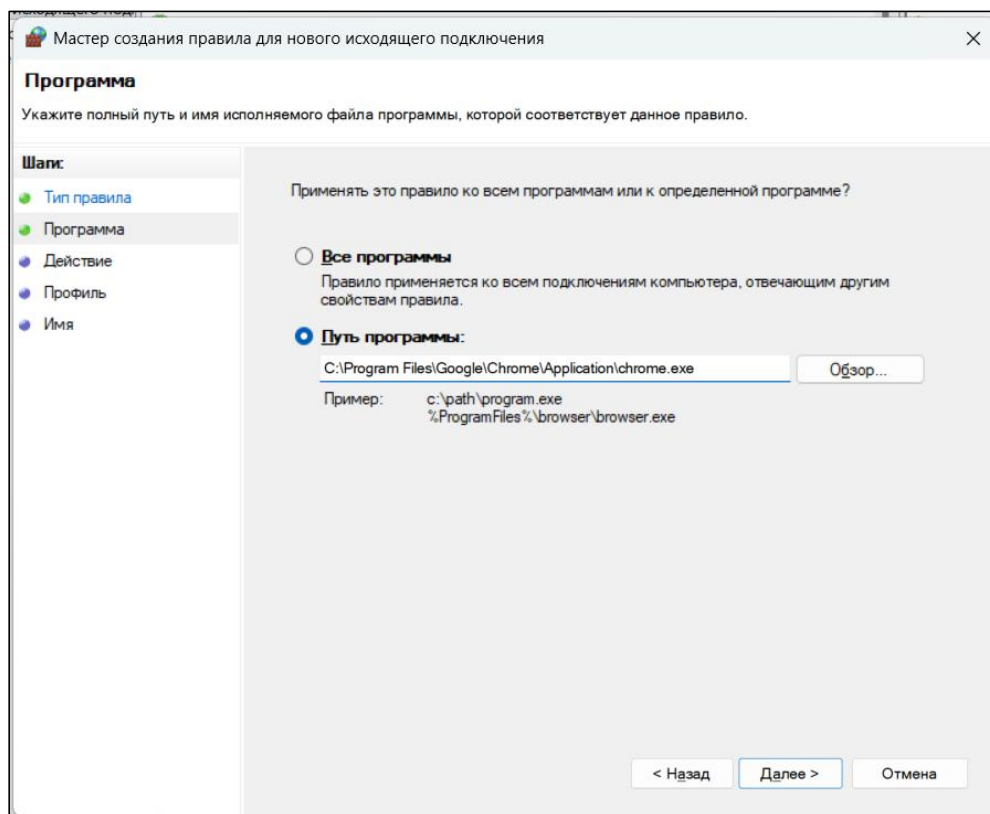 Мастер создания правила для нового исходящего подключения
Программа
Укажите полный путь и имя исполняемого файла программы, которой соответствует данное правило.
Шаги:
Тип правила
Программа
Действие
Профиль
Имя
Применять это правило ко всем программам или к определенной программе?
Все программы
Правило применяется ко всем подключениям компьютера, отвечающим другим
свойствам правила.
Путь программы:
C:\Program Files\Google\Chrome\Application\chrome.exe
Обзор...
Пример: c:\path\program.exe
%ProgramFiles%\browser\browser.exe
< Назад Далее > Отмена